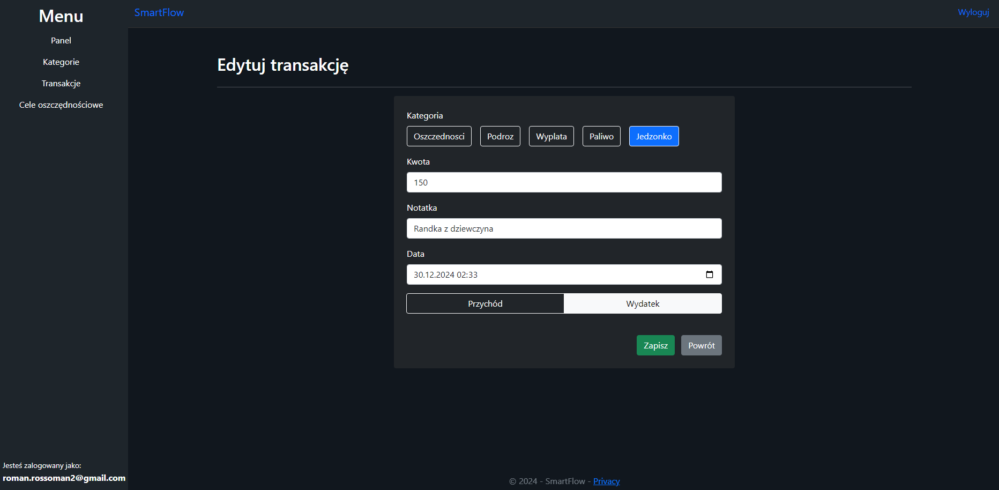 Menu
Panel
Kategorie
Transakcje
Cele oszczędnościowe
Jesteś zalogowany jako:
roman.rossoman2@gmail.com
SmartFlow
Wyloguj
Edytuj transakcję
Kategoria
Oszczednosci Podroz Wyplata Paliwo Jedzonko
Kwota
150
Notatka
Randka z dziewczyna
Data
30.12.2024 02:33
Przychód Wydatek
Zapisz Powrót
© 2024 - SmartFlow - Privacy